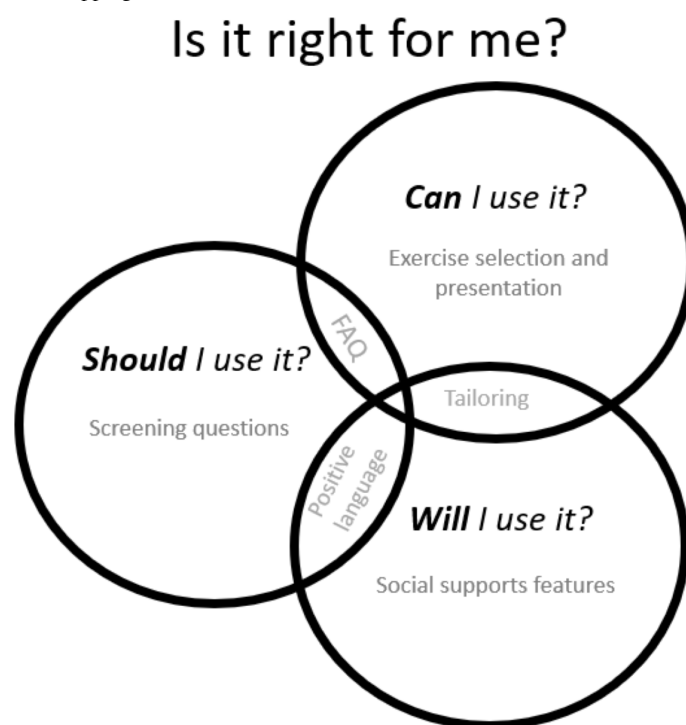 Is it right for me?
Can I use it?
Exercise selection and
presentation
FAQ
Should I use it?
Screening questions
Tailoring
Positive
language
Will I use it?
Social supports features